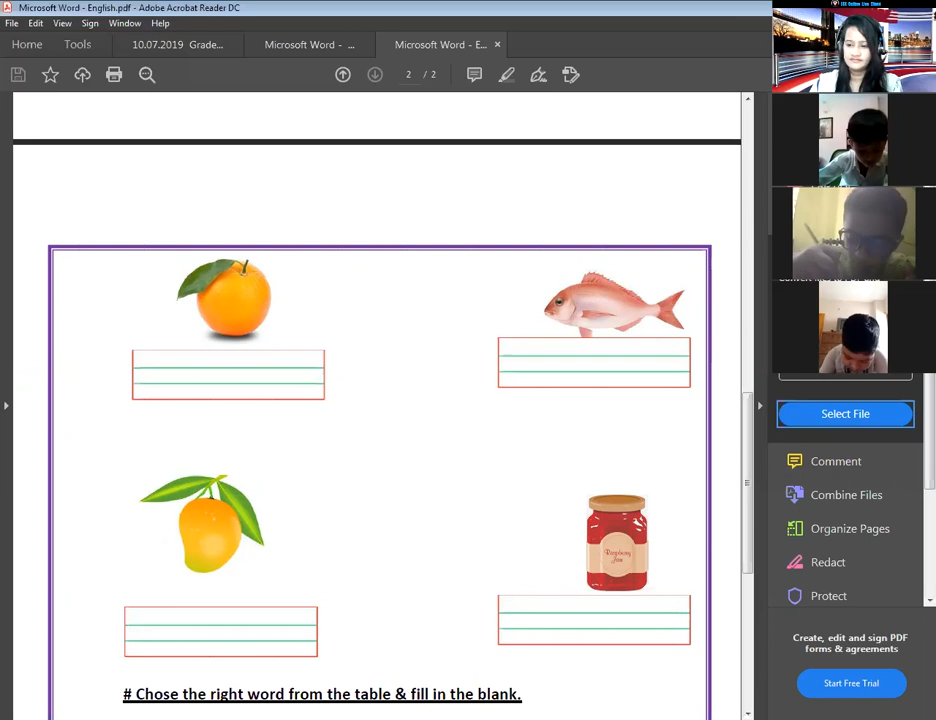 Microsoft Word - English.pdf - Adobe Acrobat Reader DC
File Edit View Sign Window Help
Home Tools 10.07.2019 Grade... Microsoft Word - ... Microsoft Word - E... ×
2 / 2
Raspberry
Jam
# Chose the right word from the table & fill in the blank.
Select File
Comment
Combine Files
Organize Pages
Redact
Protect
Create, edit and sign PDF
forms & agreements
Start Free Trial